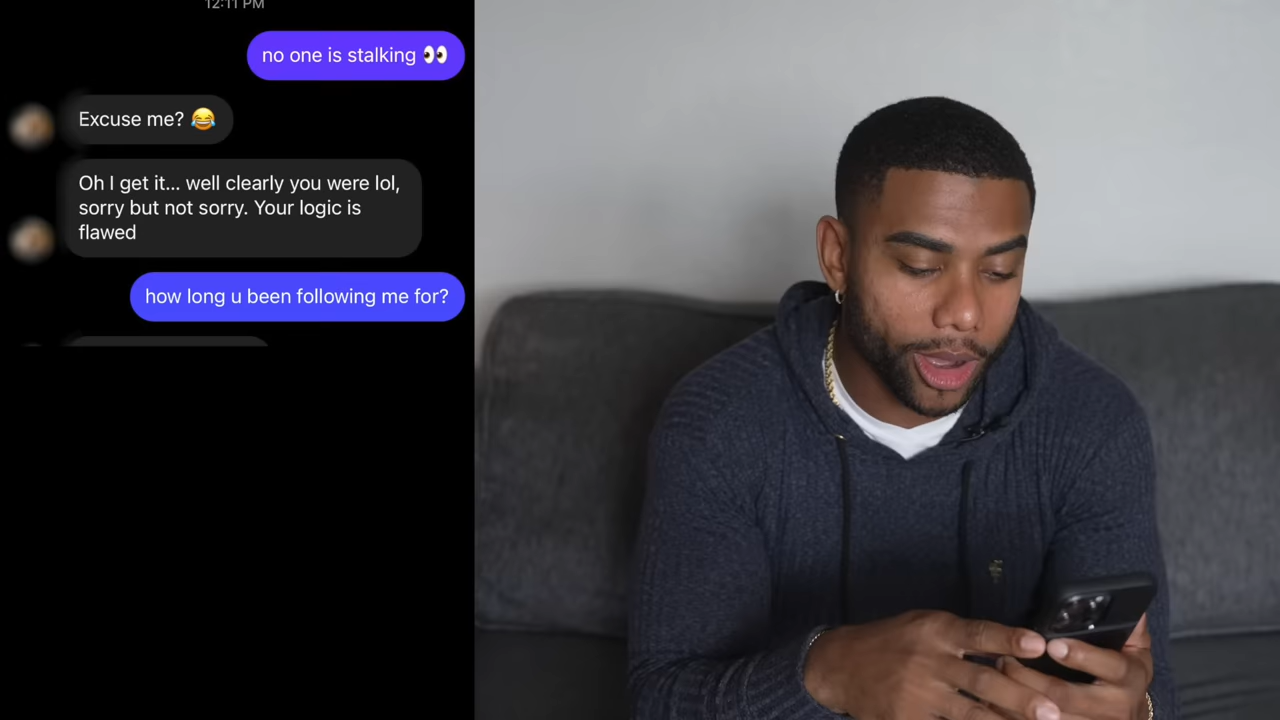 12:11 PM
no one is stalking 👀
Excuse me? 😂
Oh I get it... well clearly you were lol,
sorry but not sorry. Your logic is
flawed
how long u been following me for?